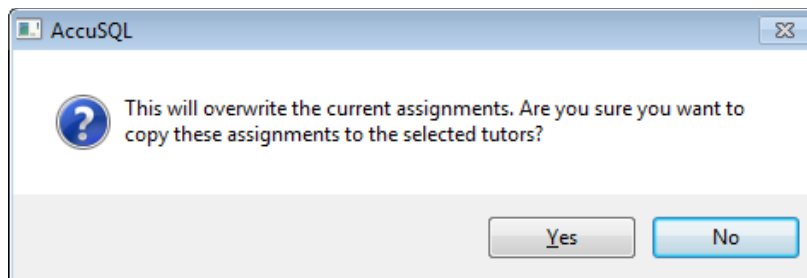 AccuSQL
This will overwrite the current assignments. Are you sure you want to
copy these assignments to the selected tutors?
Yes
No